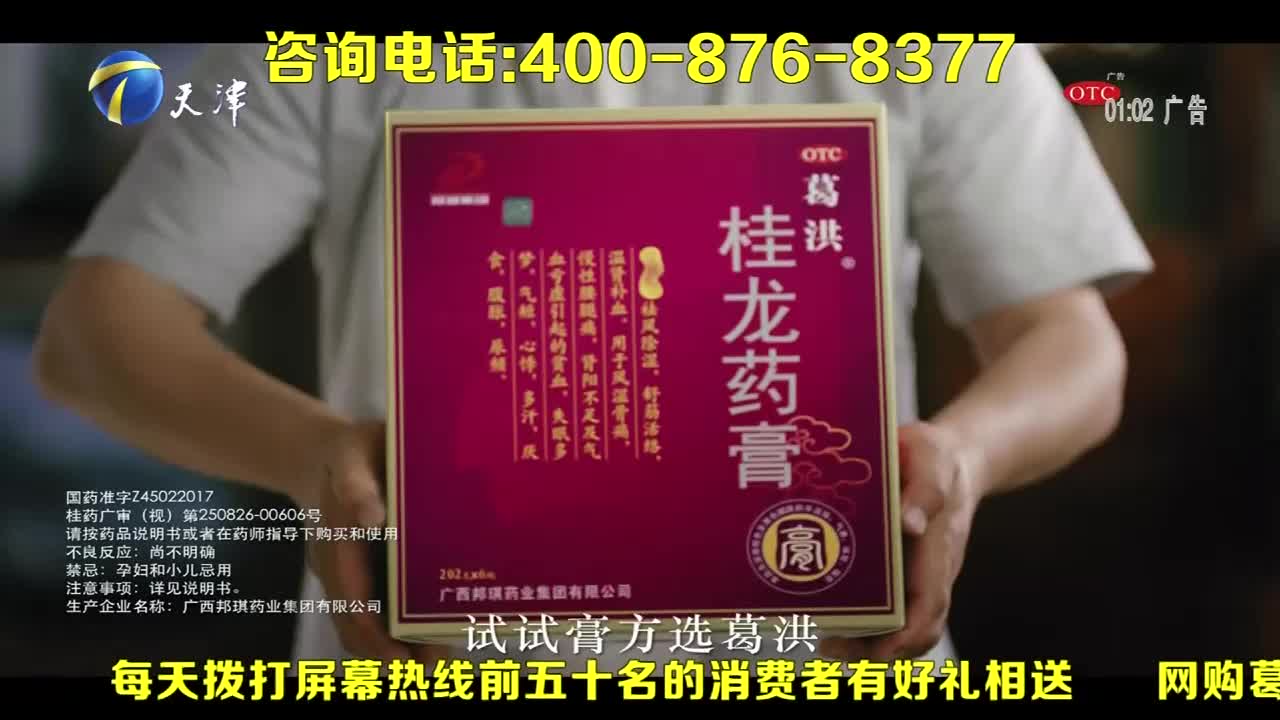 咨询电话:400-876-8377
天津
广告
OTC
01:02 广告
OTC
葛洪
桂龙药膏
祛风除湿，舒筋活络，
温肾补血。用于风湿骨痛，
慢性腰腿痛，肾阳不足及气
血亏虚引起的贫血，失眠多
梦，气短，心悸，多汗，厌
食，腹胀，尿频。
膏
广西邦琪药业集团有限公司
国药准字Z45022017
桂药广审（视）第250826-00606号
请按药品说明书或者在药师指导下购买和使用
不良反应：尚不明确
禁忌：孕妇和小儿忌用
注意事项：详见说明书。
生产企业名称：广西邦琪药业集团有限公司
试试膏方选葛洪
每天拨打屏幕热线前五十名的消费者有好礼相送
网购葛